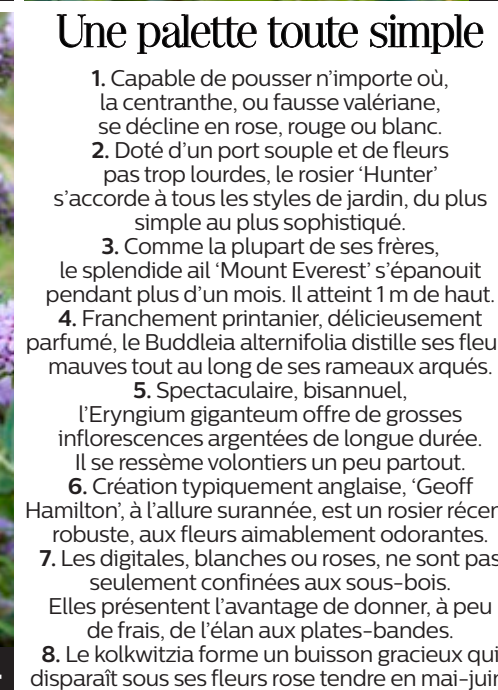 Une palette toute simple
1. Capable de pousser n’importe où,
la centranthe, ou fausse valériane,
se décline en rose, rouge ou blanc.
2. Doté d’un port souple et de fleurs
pas trop lourdes, le rosier ‘Hunter’
s’accorde à tous les styles de jardin, du plus
simple au plus sophistiqué.
3. Comme la plupart de ses frères,
le splendide ail ‘Mount Everest’ s’épanouit
pendant plus d’un mois. Il atteint 1 m de haut.
4. Franchement printanier, délicieusement
parfumé, le Buddleia alternifolia distille ses fleu
mauves tout au long de ses rameaux arqués.
5. Spectaculaire, bisannuel,
l’Eryngium giganteum offre de grosses
inflorescences argentées de longue durée.
Il se ressème volontiers un peu partout.
6. Création typiquement anglaise, ‘Geoff
Hamilton’, à l’allure surannée, est un rosier récen
robuste, aux fleurs aimablement odorantes.
7. Les digitales, blanches ou roses, ne sont pas
seulement confinées aux sous-bois.
Elles présentent l’avantage de donner, à peu
de frais, de l’élan aux plates-bandes.
8. Le kolkwitzia forme un buisson gracieux qui
disparaît sous ses fleurs rose tendre en mai-juin